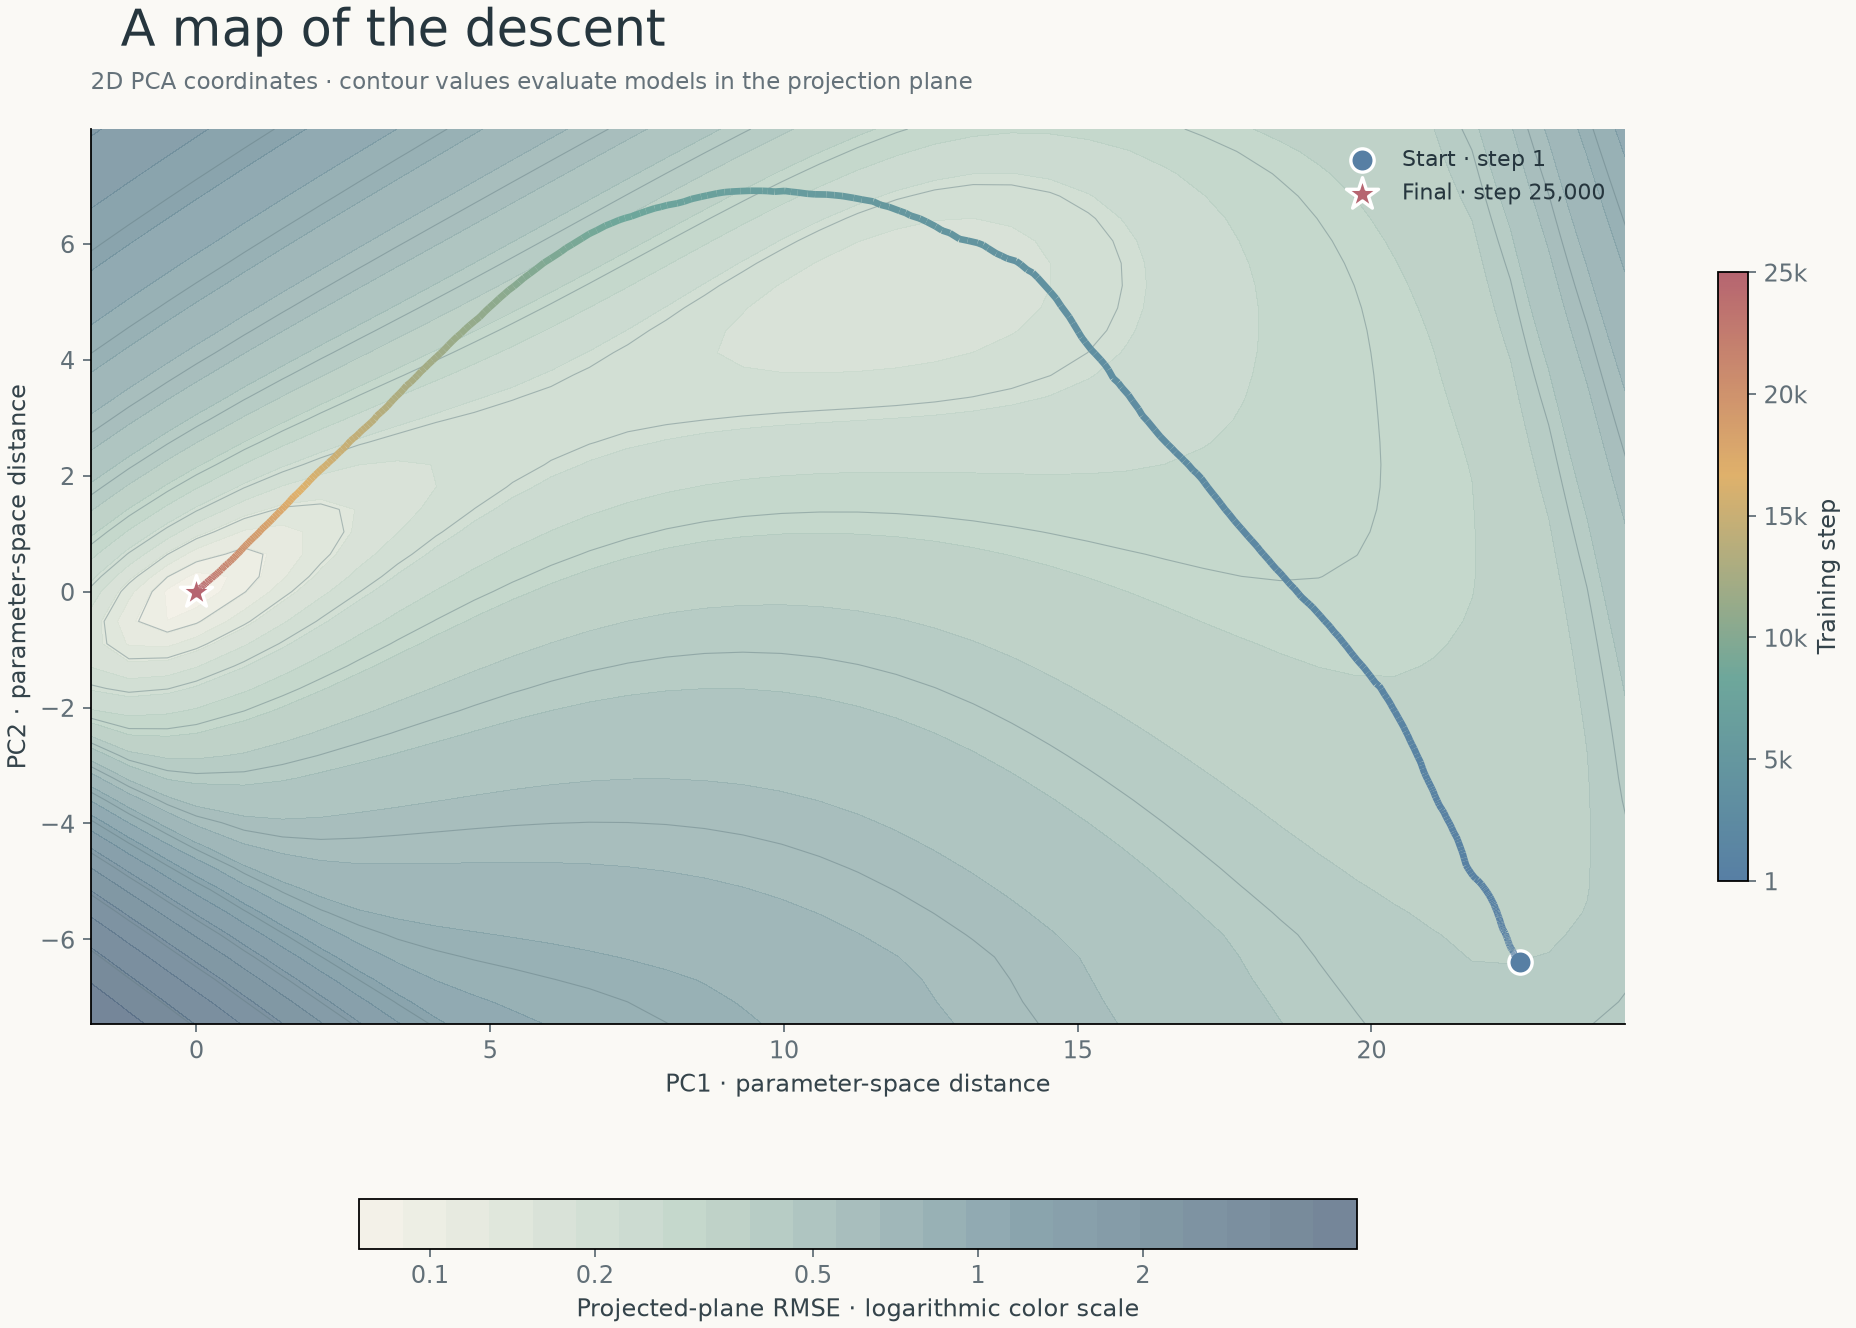 A map of the descent
2D PCA coordinates · contour values evaluate models in the projection plane
Start · step 1
Final · step 25,000
6
4
2
0
−2
−4
−6
PC2 · parameter-space distance
0
5
10
15
20
PC1 · parameter-space distance
25k
20k
15k
10k
5k
1
Training step
0.1
0.2
0.5
1
2
Projected-plane RMSE · logarithmic color scale